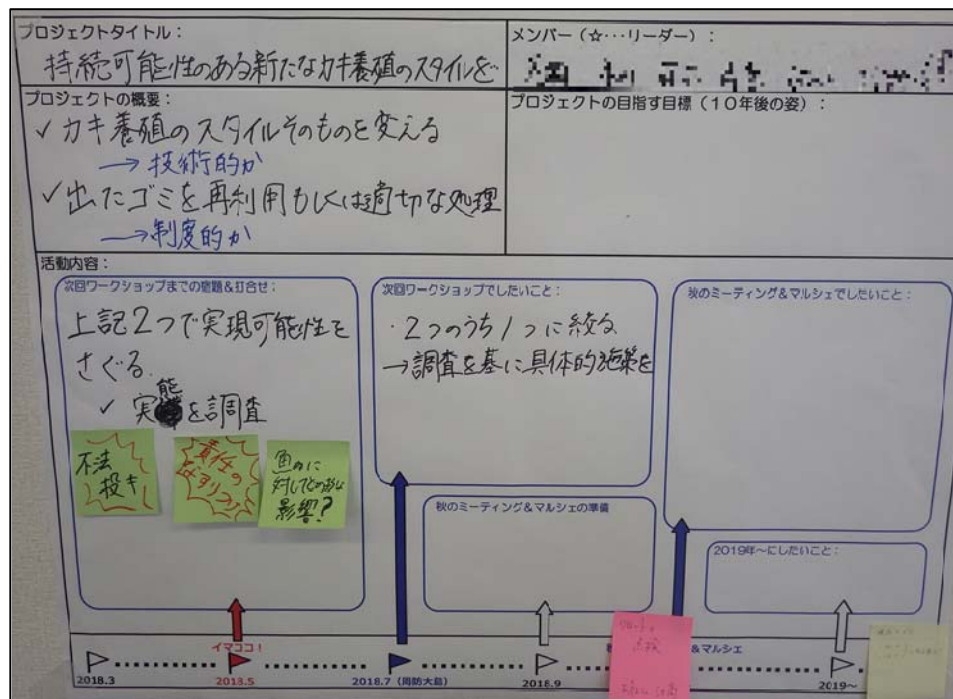 プロジェクトタイトル：
持続可能性のある新たなカキ養殖のスタイルを
メンバー（☆･･･リーダー）：
プロジェクトの概要：
✓ カキ養殖のスタイルそのものを変える
→ 技術的か
✓ 出たゴミを再利用もしくは適切な処理
→ 制度的か
プロジェクトの目指す目標（１０年後の姿）：
活動内容：
次回ワークショップまでの宿題＆打合せ：
上記２つで実現可能性を
さぐる.
✓ 実能を調査
不法
投キ
責任の
魚のに
対して
影響？
次回ワークショップでしたいこと：
・２つのうち１つに絞る
→調査を基に具体的施策を
秋のミーティング＆マルシェの準備
秋のミーティング＆マルシェでしたいこと：
2019年～にしたいこと：
イマココ！
＆マルシェ
2018.3
2018.5
2018.7（周防大島）
2018.9
2019～